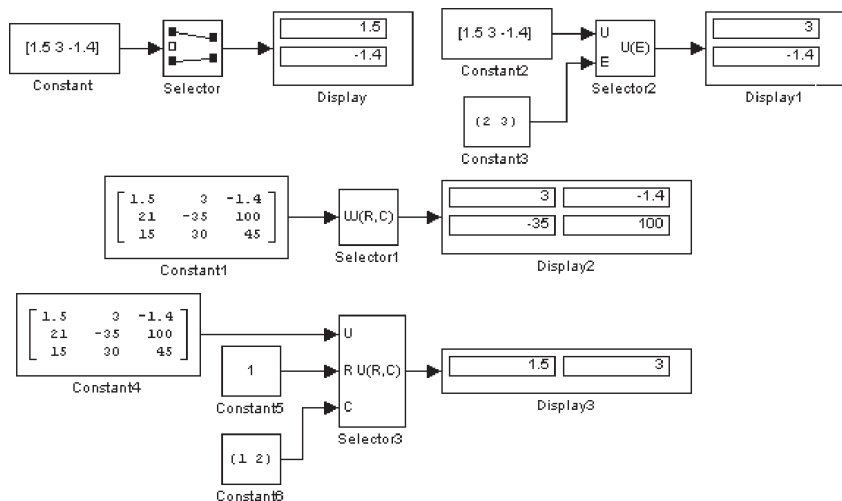 [1.5 3 -1.4]
Constant
Selector
1.5
-1.4
Display
[1.5 3 -1.4]
Constant2
(2 3)
Constant3
U
E
U(E)
Selector2
3
-1.4
Display1
1.5 3 -1.4
21 -35 100
15 30 45
Constant1
U(R,C)
Selector1
3 -1.4
-35 100
Display2
1.5 3 -1.4
21 -35 100
15 30 45
Constant4
1
Constant5
(1 2)
Constant6
U
R U(R,C)
C
Selector3
1.5 3
Display3